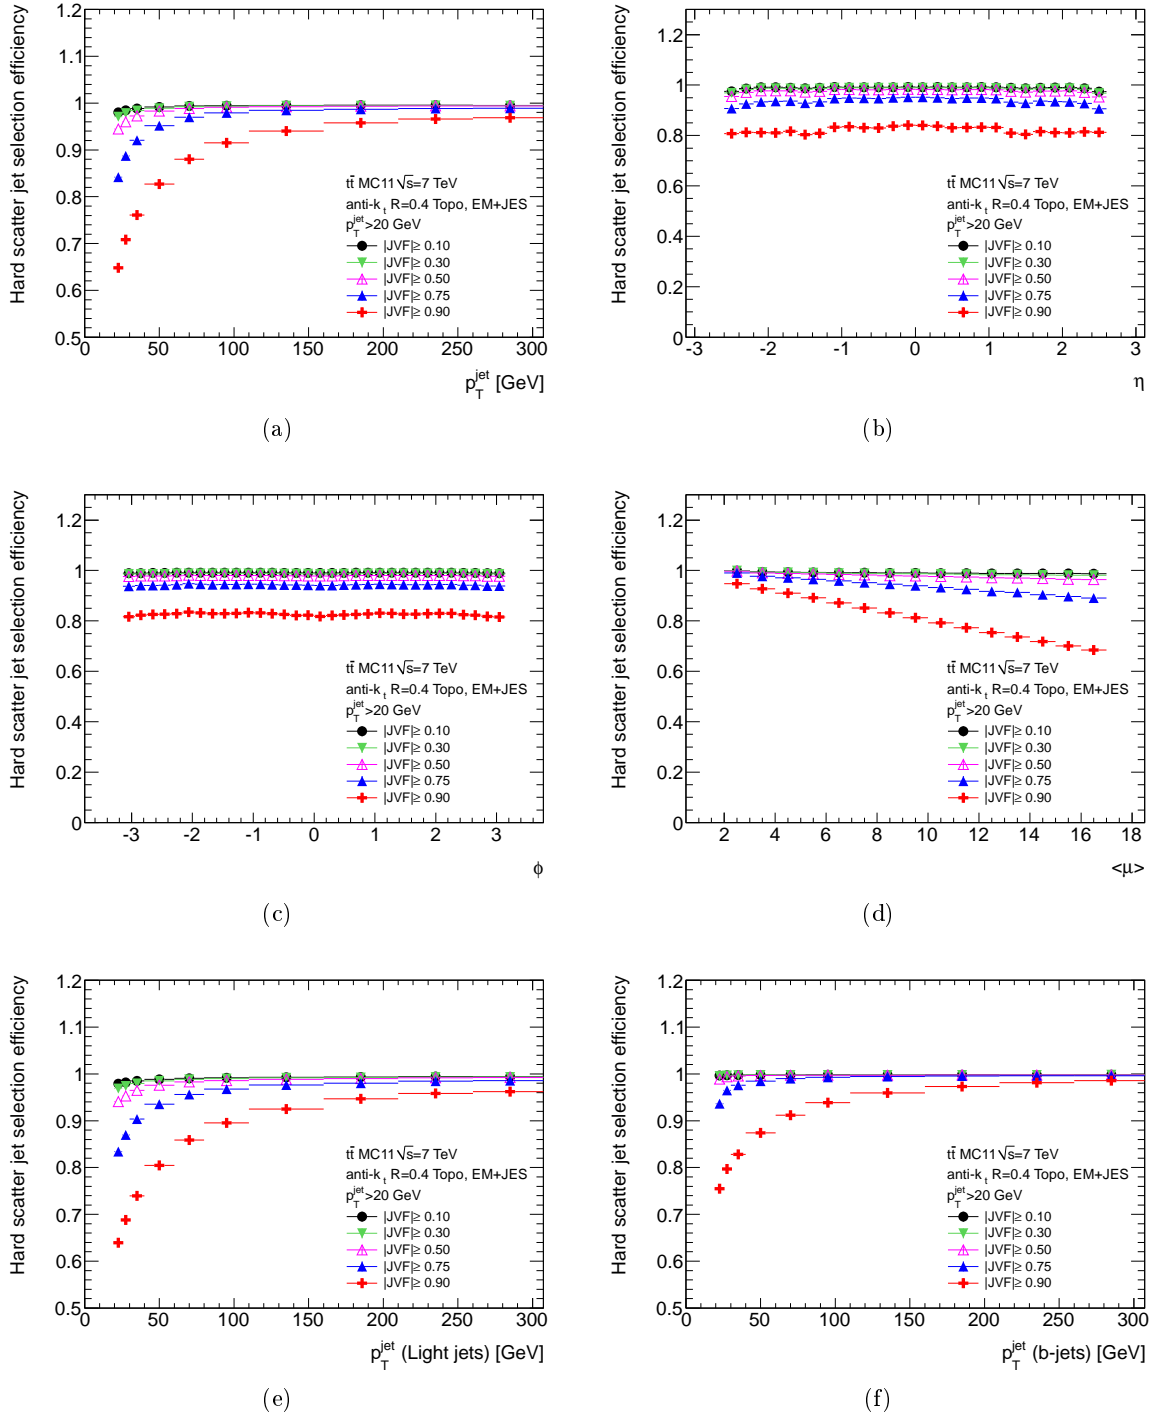 Hard scatter jet selection efficiency
1.2
1.1
1
0.9
0.8
0.7
0.6
0.5
tt̄ MC11 √s=7 TeV
anti-k_t R=0.4 Topo, EM+JES
p_T^jet>20 GeV
|JVF|≥ 0.10
|JVF|≥ 0.30
|JVF|≥ 0.50
|JVF|≥ 0.75
|JVF|≥ 0.90
0 50 100 150 200 250 300
p_T^jet [GeV]
(a)
Hard scatter jet selection efficiency
1.2
1
0.8
0.6
0.4
0.2
0
tt̄ MC11 √s=7 TeV
anti-k_t R=0.4 Topo, EM+JES
p_T^jet>20 GeV
|JVF|≥ 0.10
|JVF|≥ 0.30
|JVF|≥ 0.50
|JVF|≥ 0.75
|JVF|≥ 0.90
-3 -2 -1 0 1 2 3
η
(b)
Hard scatter jet selection efficiency
1.2
1
0.8
0.6
0.4
0.2
0
tt̄ MC11 √s=7 TeV
anti-k_t R=0.4 Topo, EM+JES
p_T^jet>20 GeV
|JVF|≥ 0.10
|JVF|≥ 0.30
|JVF|≥ 0.50
|JVF|≥ 0.75
|JVF|≥ 0.90
-3 -2 -1 0 1 2 3
ϕ
(c)
Hard scatter jet selection efficiency
1.2
1
0.8
0.6
0.4
0.2
0
tt̄ MC11 √s=7 TeV
anti-k_t R=0.4 Topo, EM+JES
p_T^jet>20 GeV
|JVF|≥ 0.10
|JVF|≥ 0.30
|JVF|≥ 0.50
|JVF|≥ 0.75
|JVF|≥ 0.90
2 4 6 8 10 12 14 16 18
<μ>
(d)
Hard scatter jet selection efficiency
1.2
1.1
1
0.9
0.8
0.7
0.6
0.5
tt̄ MC11 √s=7 TeV
anti-k_t R=0.4 Topo, EM+JES
p_T^jet>20 GeV
|JVF|≥ 0.10
|JVF|≥ 0.30
|JVF|≥ 0.50
|JVF|≥ 0.75
|JVF|≥ 0.90
0 50 100 150 200 250 300
p_T^jet (Light jets) [GeV]
(e)
Hard scatter jet selection efficiency
1.2
1.1
1
0.9
0.8
0.7
0.6
0.5
tt̄ MC11 √s=7 TeV
anti-k_t R=0.4 Topo, EM+JES
p_T^jet>20 GeV
|JVF|≥ 0.10
|JVF|≥ 0.30
|JVF|≥ 0.50
|JVF|≥ 0.75
|JVF|≥ 0.90
0 50 100 150 200 250 300
p_T^jet (b-jets) [GeV]
(f)